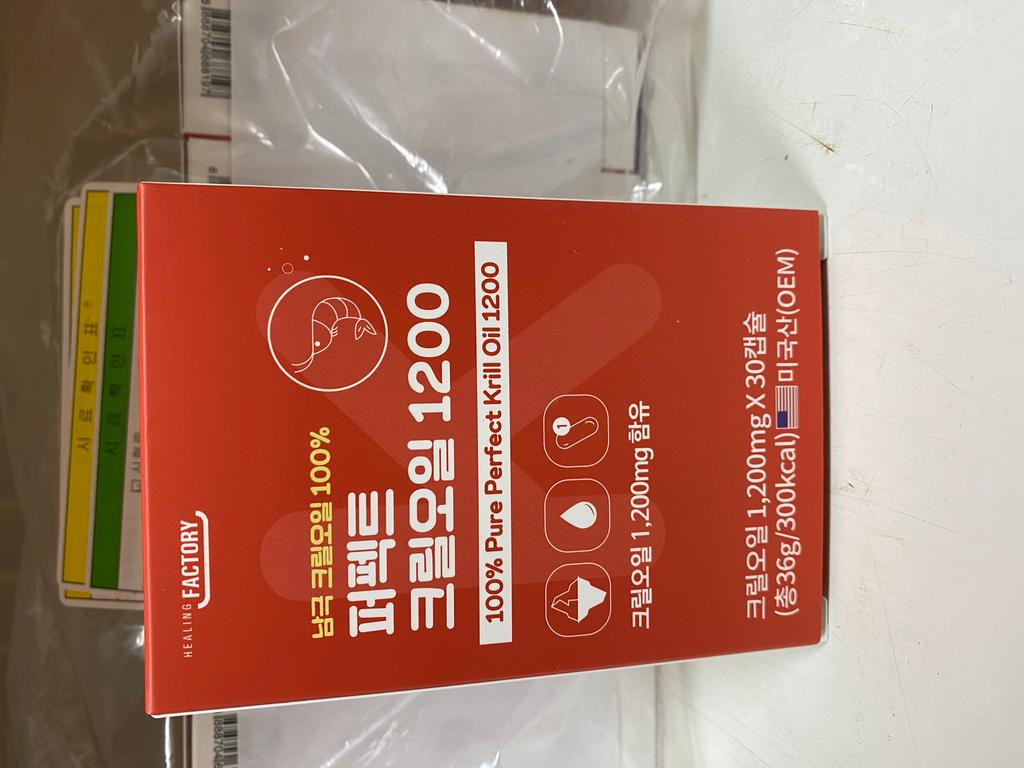 HEALING
FACTORY
남극 크릴오일 100%
퍼펙트
크릴오일 1200
100% Pure Perfect Krill Oil 1200
1
크릴오일 1,200mg 함유
크릴오일 1,200mg X 30캡슐
(총36g/300kcal) 미국산(OEM)
시 료 확 인 표
시 료 확 인 표